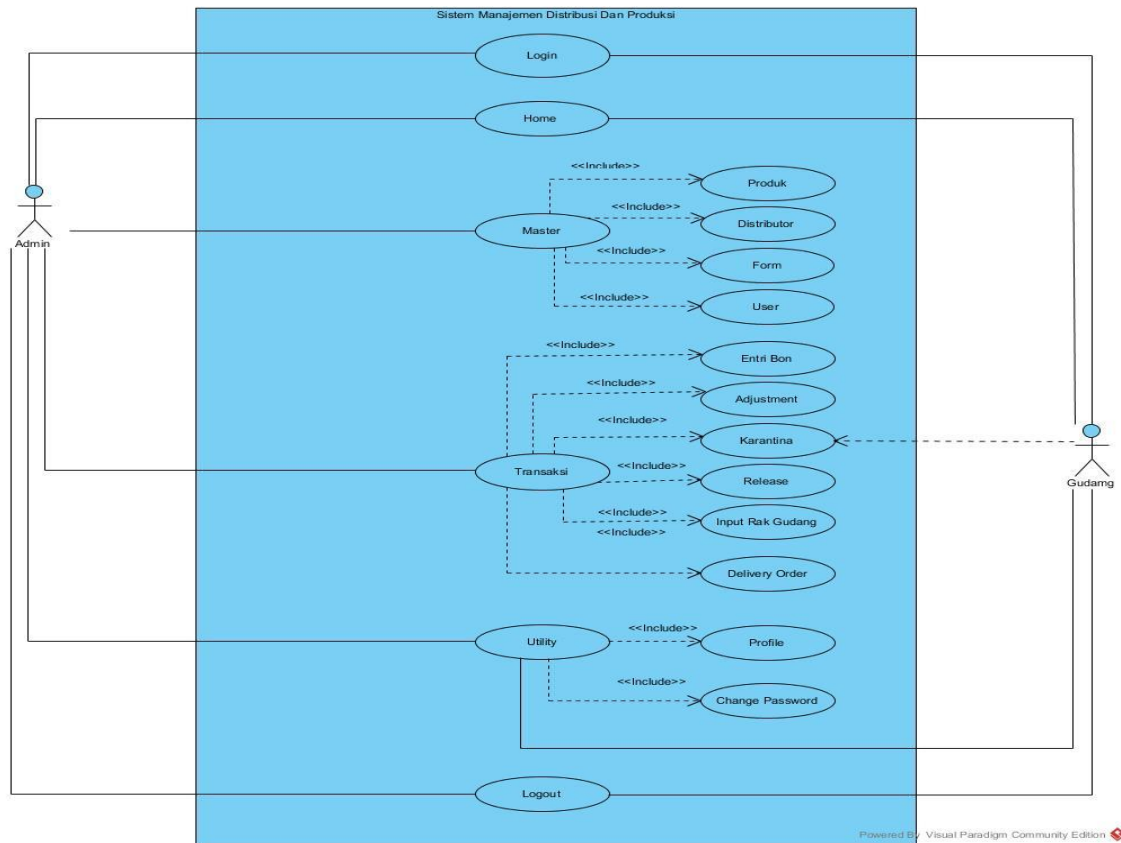 Sistem Manajemen Distribusi Dan Produksi
Login
Home
<<Include>>
Produk
<<Include>>
Distributor
Master
Admin
<<Include>>
Form
<<Include>>
User
<<Include>>
Entri Bon
<<Include>>
Adjustment
<<Include>>
Karantina
Transaksi
<<Include>>
Release
Gudamg
<<Include>>
Input Rak Gudang
<<Include>>
Delivery Order
Utility
<<Include>>
Profile
<<Include>>
Change Password
Logout
Powered By Visual Paradigm Community Edition